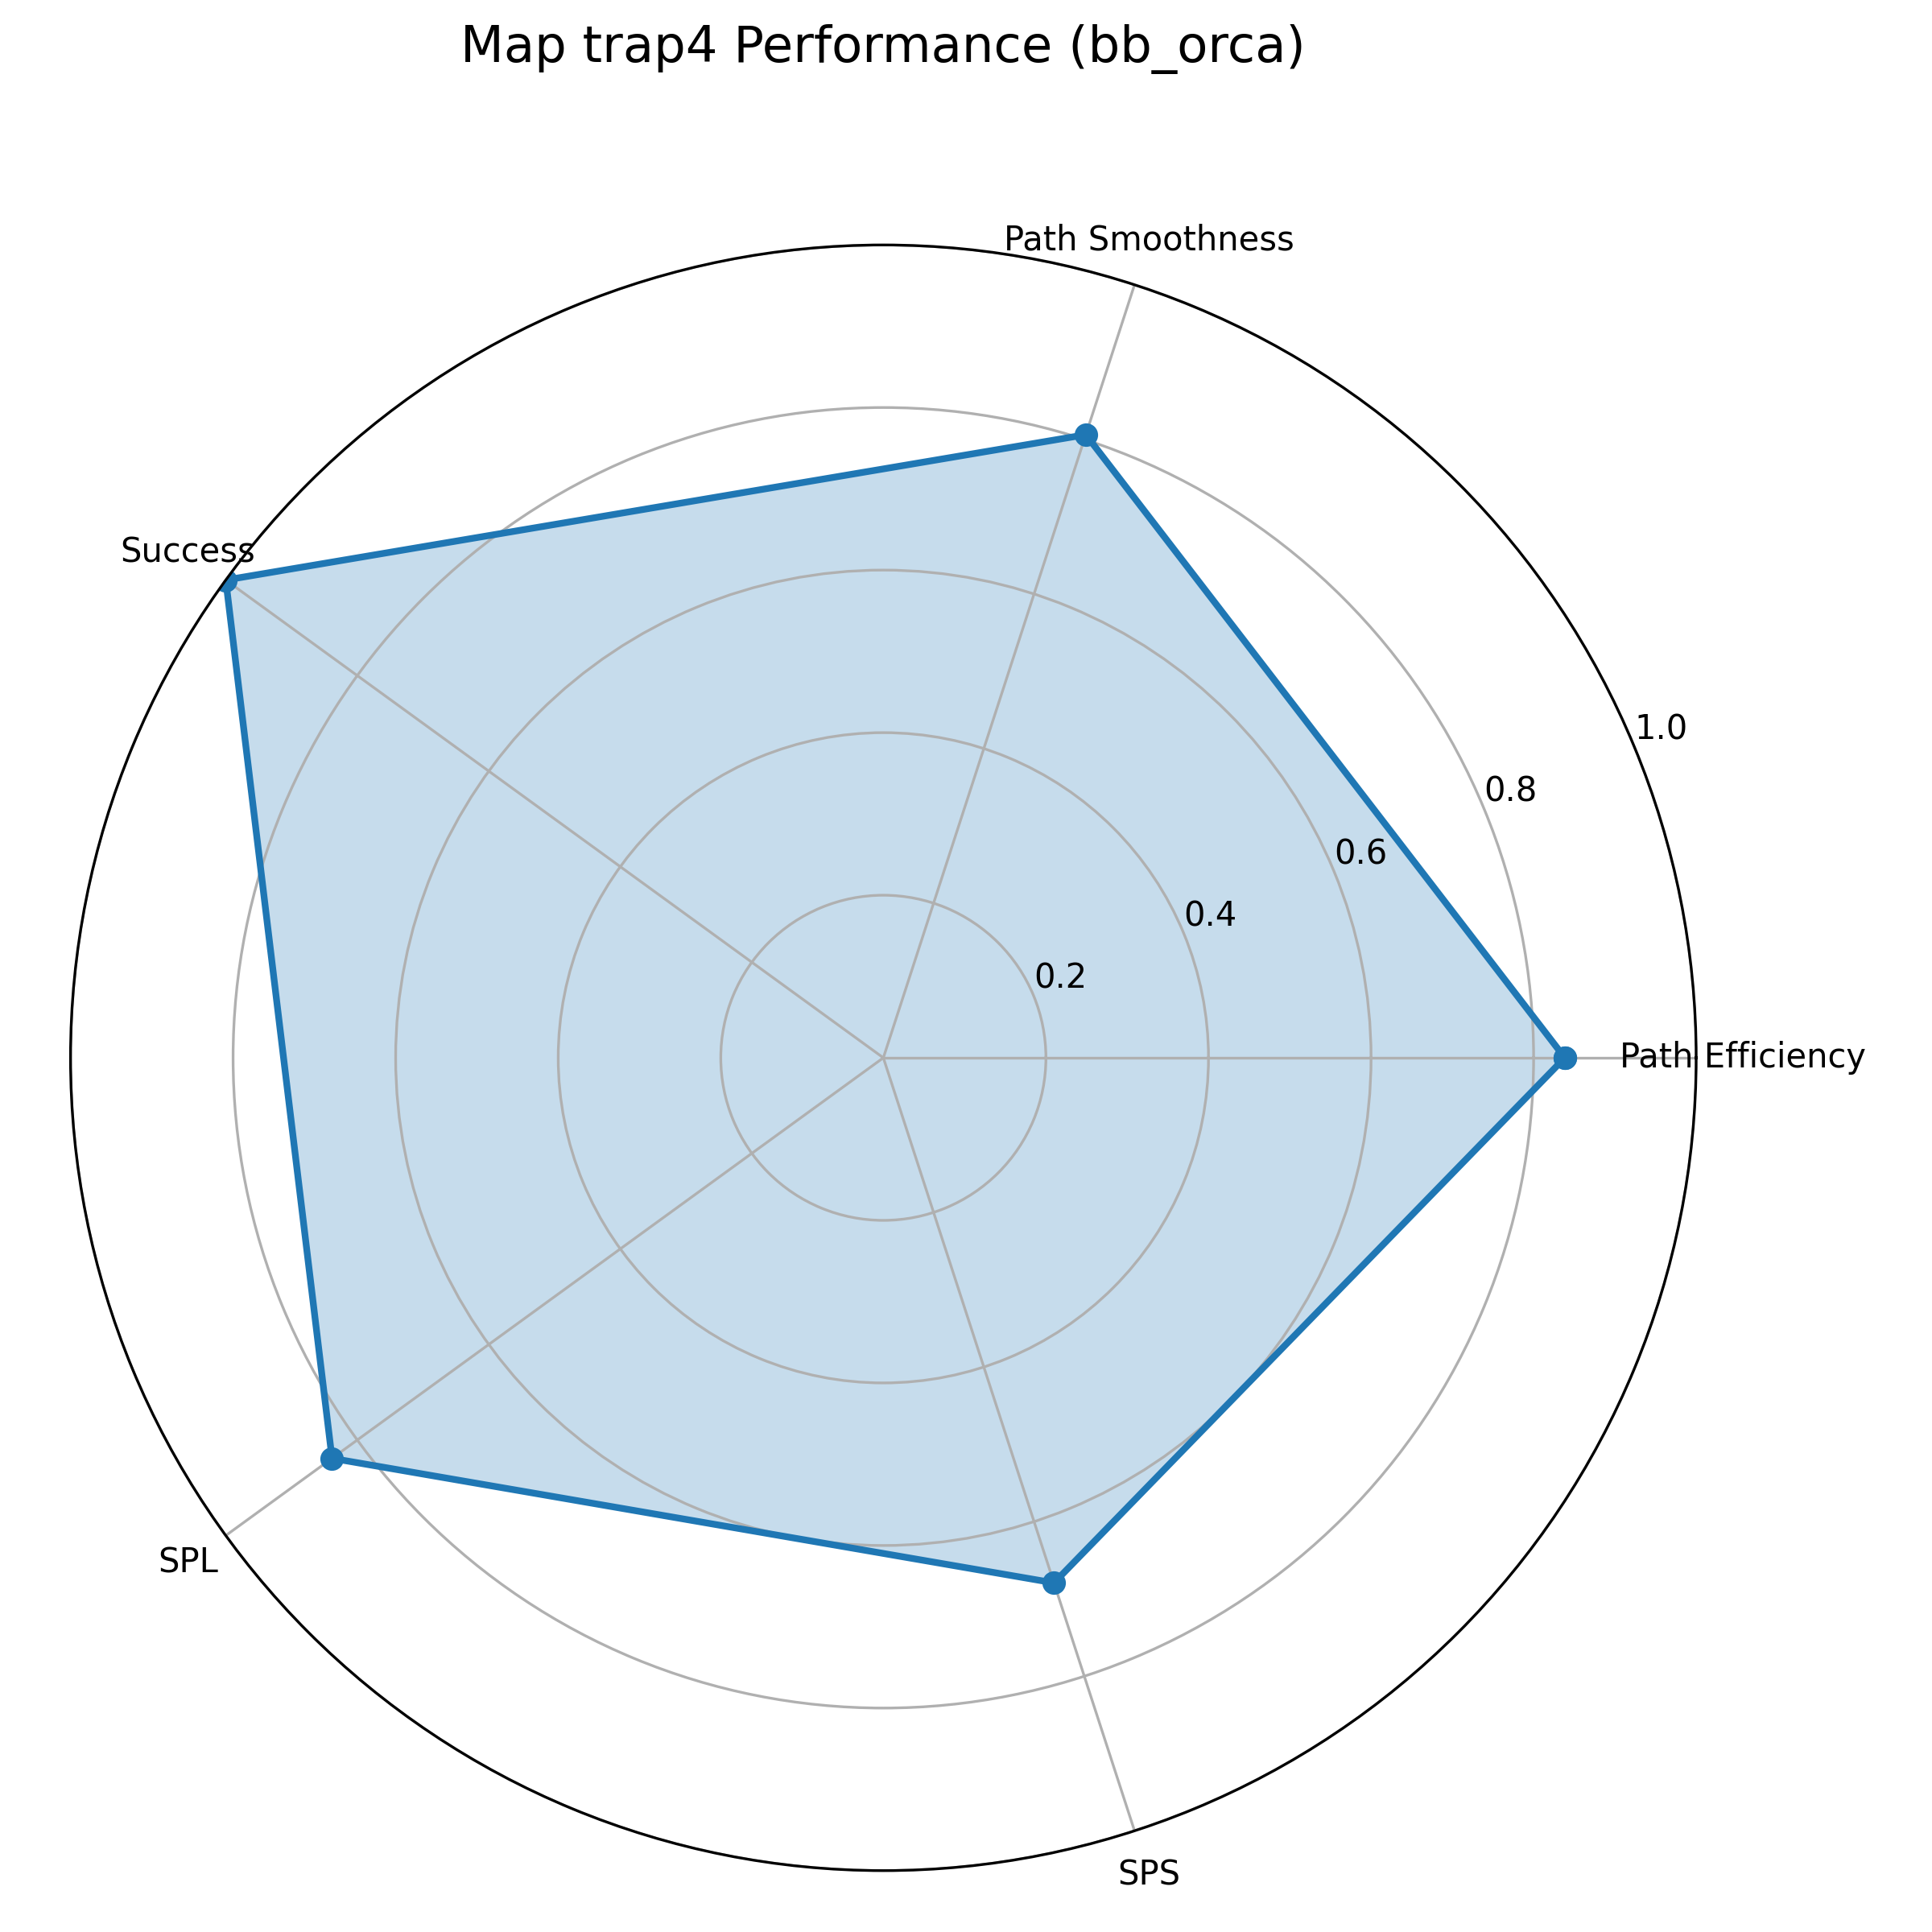 Map trap4 Performance (bb_orca)
Path Smoothness
Success
1.0
0.8
0.6
0.4
0.2
Path Efficiency
SPL
SPS